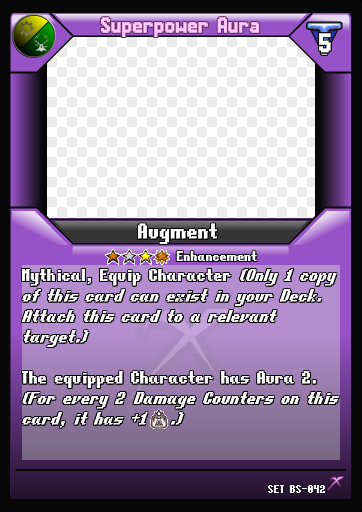 Superpower Aura
5
Augment
Enhancement
Mythical, Equip Character (Only 1 copy
of this card can exist in your Deck.
Attach this card to a relevant
target.)
The equipped Character has Aura 2.
(For every 2 Damage Counters on this
card, it has +1 .)
SET BS-042